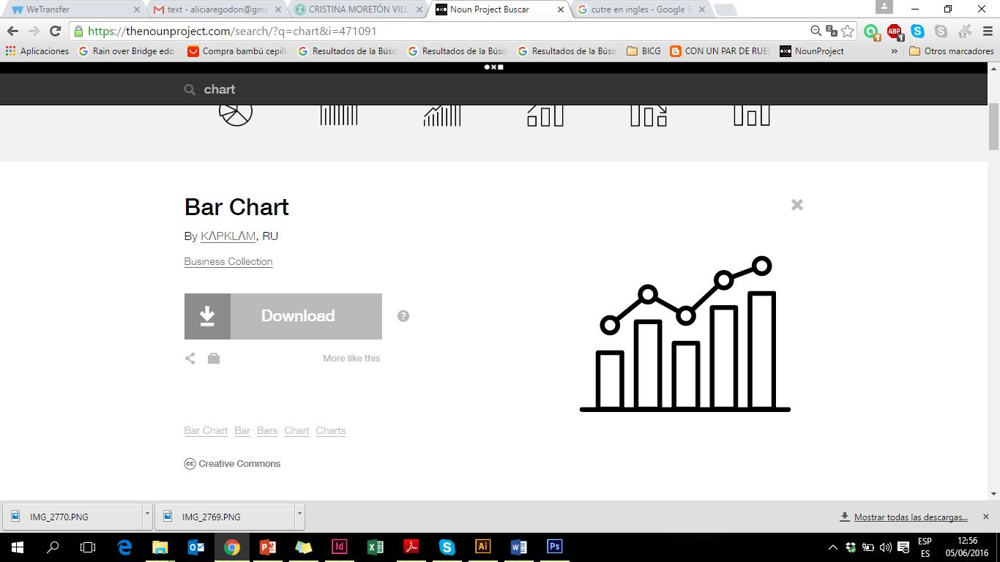 WeTransfer
text - aliciaregodon@gma
CRISTINA MORETÓN VILL
Noun Project Buscar
cutre en ingles - Google S
https://thenounproject.com/search/?q=chart&i=471091
Aplicaciones
Rain over Bridge edo
Compra bambú cepill
Resultados de la Búsq
Resultados de la Búsq
Resultados de la Búsq
BICG
CON UN PAR DE RUED
NounProject
»
Otros marcadores
chart
Bar Chart
By KΛPKLΛM, RU
Business Collection
Download
?
More like this
Bar Chart Bar Bars Chart Charts
cc Creative Commons
IMG_2770.PNG
IMG_2769.PNG
Mostrar todas las descargas...
ESP
ES
12:56
05/06/2016